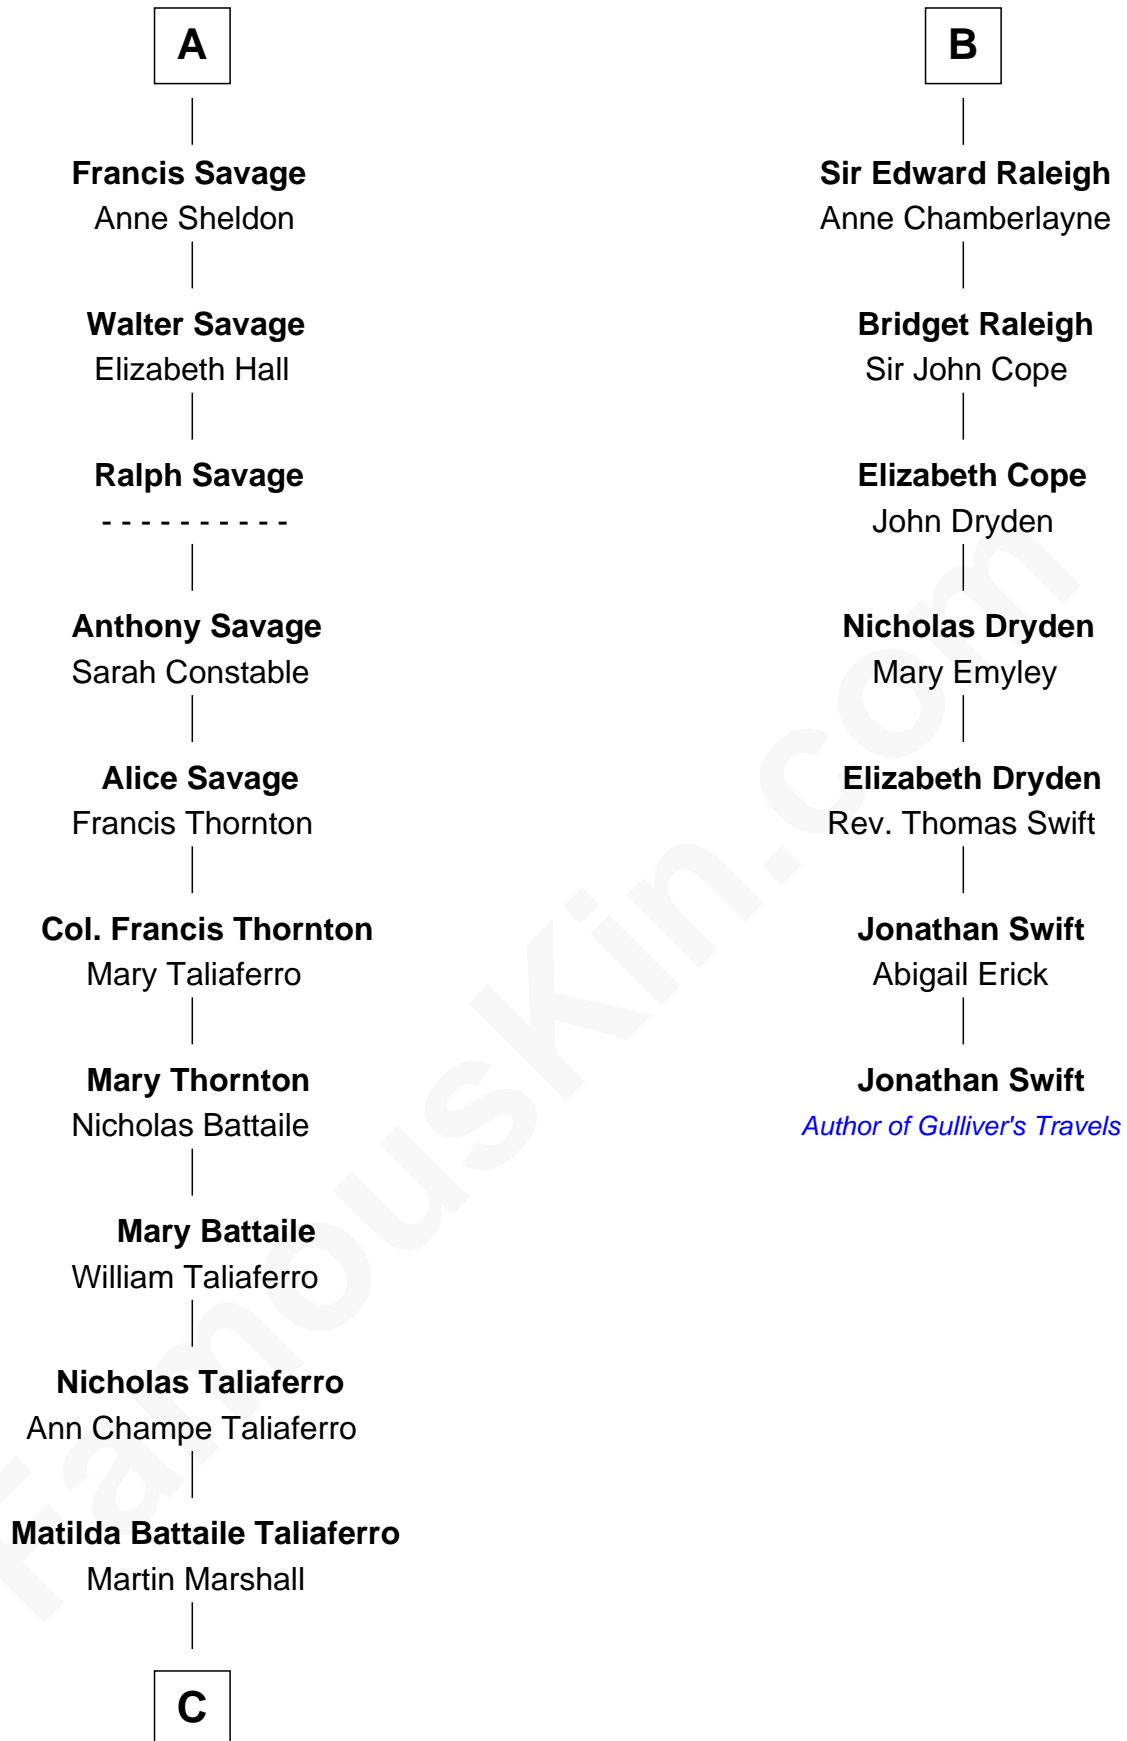 A
Francis Savage
Anne Sheldon
Walter Savage
Elizabeth Hall
Ralph Savage
- - - - - - - - - -
Anthony Savage
Sarah Constable
Alice Savage
Francis Thornton
Col. Francis Thornton
Mary Taliaferro
Mary Thornton
Nicholas Battaile
Mary Battaile
William Taliaferro
Nicholas Taliaferro
Ann Champe Taliaferro
Matilda Battaile Taliaferro
Martin Marshall
C
B
Sir Edward Raleigh
Anne Chamberlayne
Bridget Raleigh
Sir John Cope
Elizabeth Cope
John Dryden
Nicholas Dryden
Mary Emyley
Elizabeth Dryden
Rev. Thomas Swift
Jonathan Swift
Abigail Erick
Jonathan Swift
Author of Gulliver's Travels
FamousKin.com